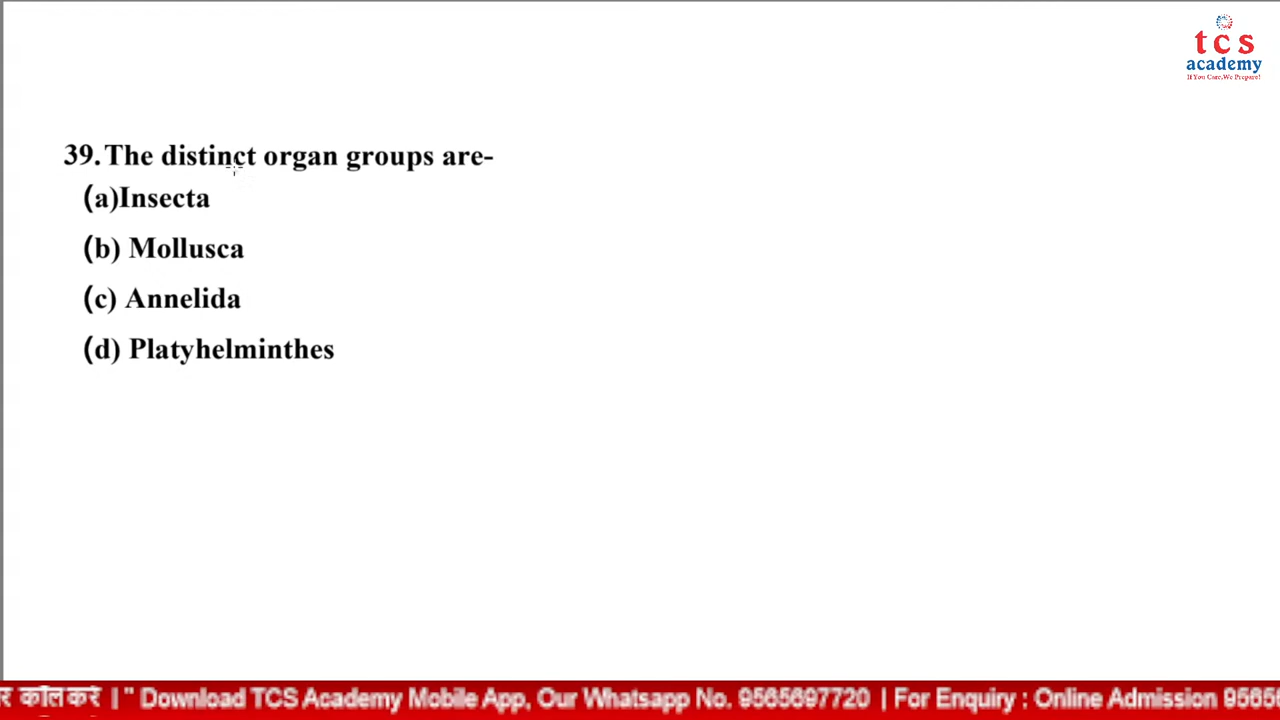 tcs
academy
If You Care,We Prepare!
39.The distinct organ groups are-
(a)Insecta
(b) Mollusca
(c) Annelida
(d) Platyhelminthes
र कॉल करे | " Download TCS Academy Mobile App, Our Whatsapp No. 9565697720 | For Enquiry : Online Admission 9565